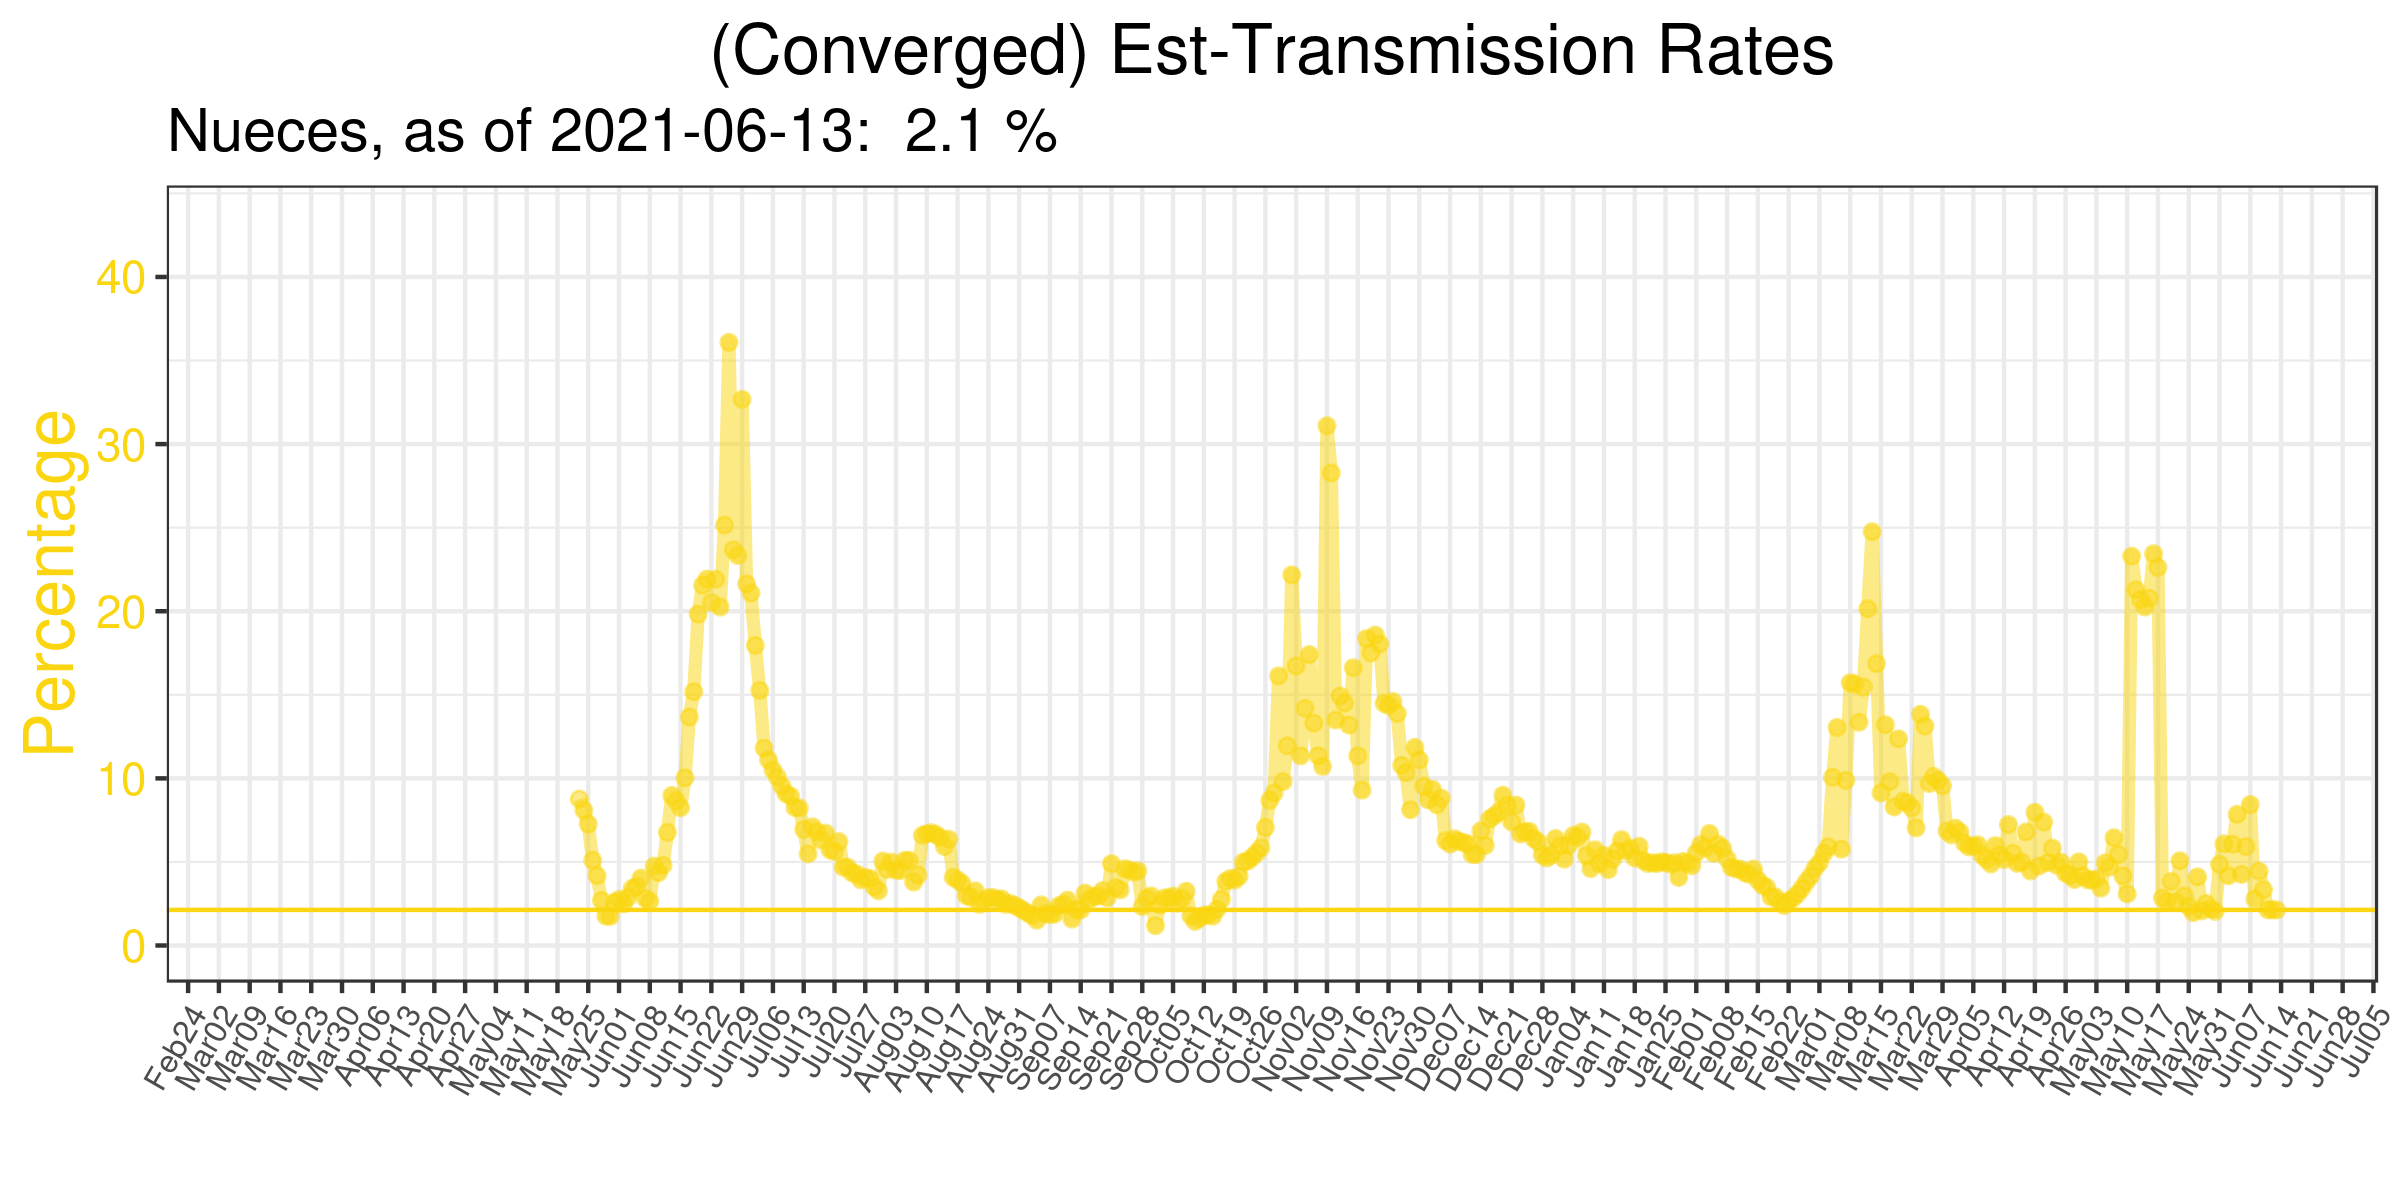 (Converged) Est-Transmission Rates
Nueces, as of 2021-06-13: 2.1 %
Percentage
40
30
20
10
0
Feb24
Mar02
Mar09
Mar16
Mar23
Mar30
Apr06
Apr13
Apr20
Apr27
May04
May11
May18
May25
Jun01
Jun08
Jun15
Jun22
Jun29
Jul06
Jul13
Jul20
Jul27
Aug03
Aug10
Aug17
Aug24
Aug31
Sep07
Sep14
Sep21
Sep28
Oct05
Oct12
Oct19
Oct26
Nov02
Nov09
Nov16
Nov23
Nov30
Dec07
Dec14
Dec21
Dec28
Jan04
Jan11
Jan18
Jan25
Feb01
Feb08
Feb15
Feb22
Mar01
Mar08
Mar15
Mar22
Mar29
Apr05
Apr12
Apr19
Apr26
May03
May10
May17
May24
May31
Jun07
Jun14
Jun21
Jun28
Jul05